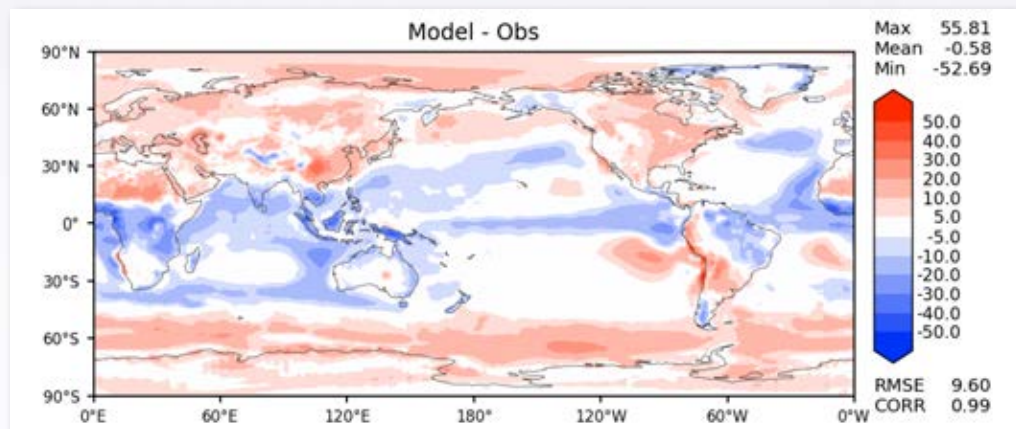 Model - Obs
Max 55.81
Mean -0.58
Min -52.69
90°N
60°N
30°N
0°
30°S
60°S
90°S
0°E 60°E 120°E 180° 120°W 60°W 0°W
50.0
40.0
30.0
20.0
10.0
5.0
-5.0
-10.0
-20.0
-30.0
-40.0
-50.0
RMSE 9.60
CORR 0.99